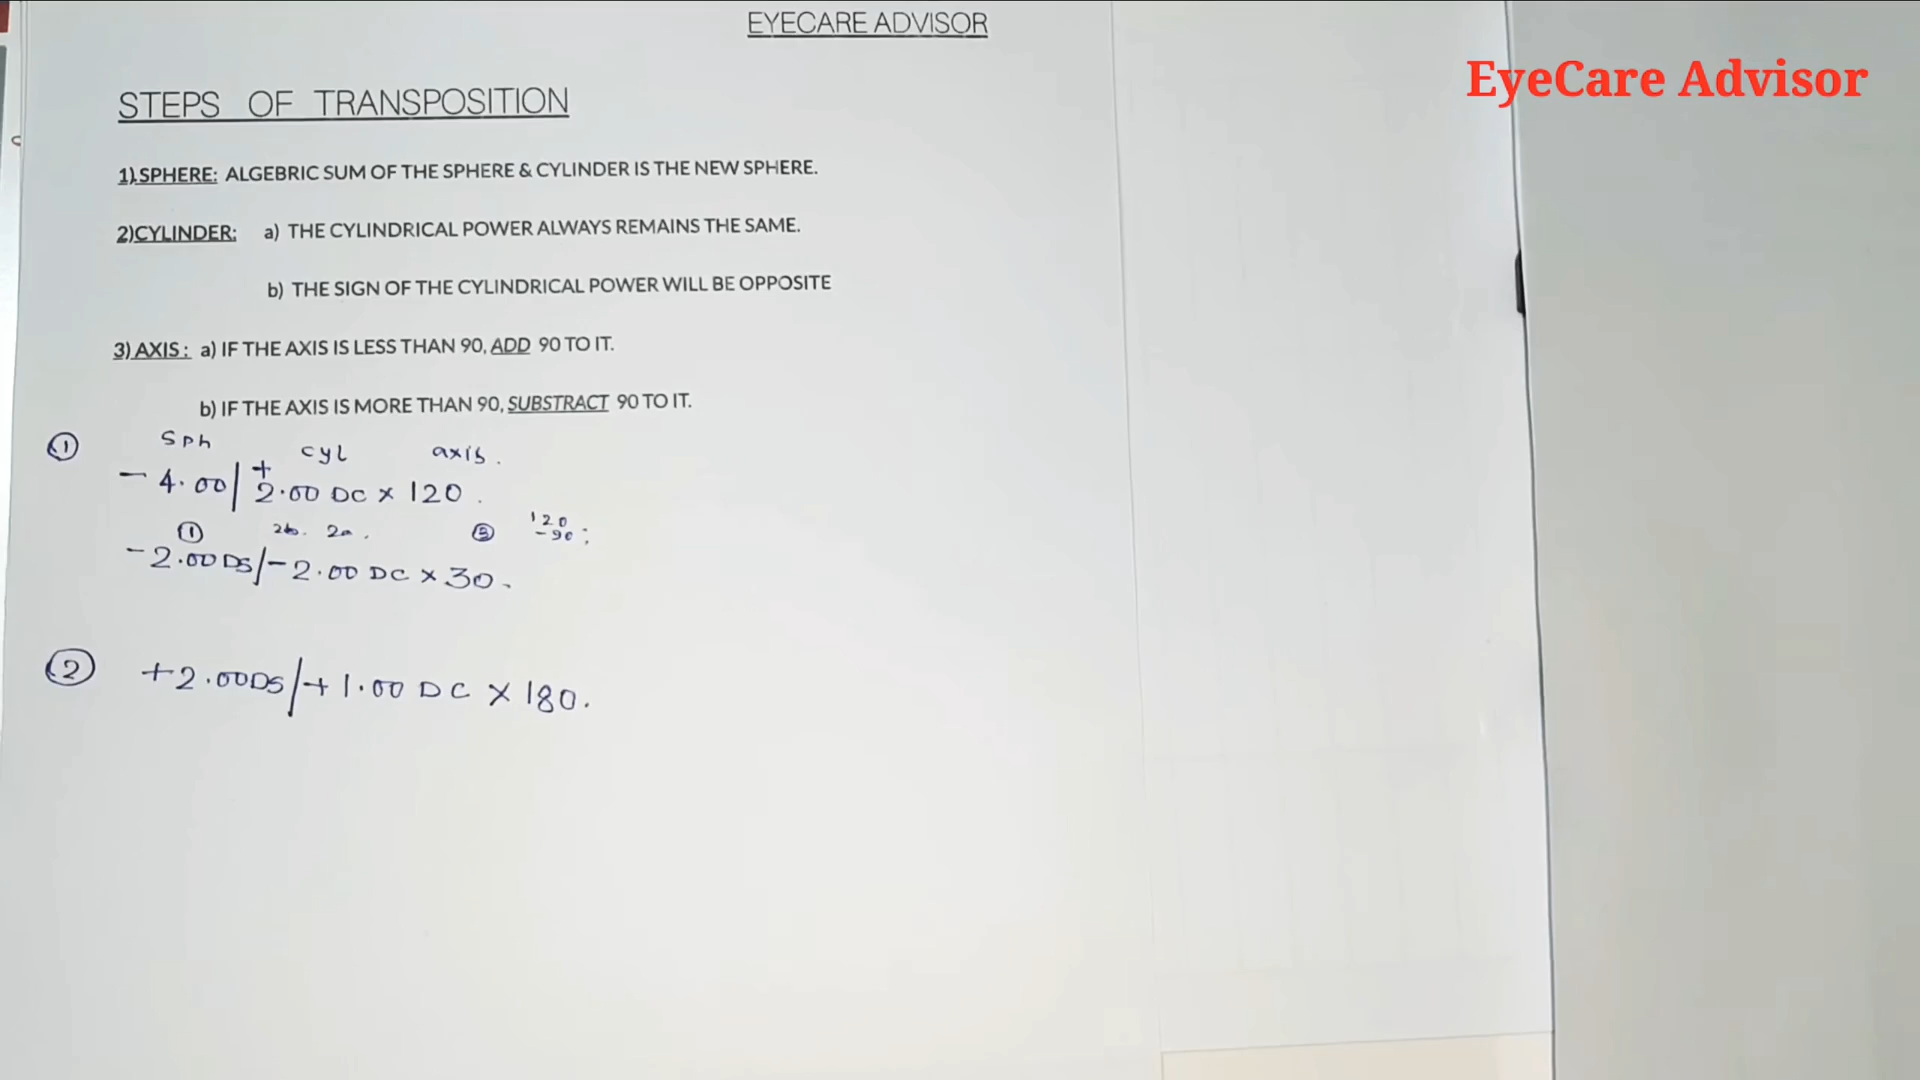 EYECARE ADVISOR
EyeCare Advisor
STEPS OF TRANSPOSITION
1).SPHERE: ALGEBRIC SUM OF THE SPHERE & CYLINDER IS THE NEW SPHERE.
2)CYLINDER: a) THE CYLINDRICAL POWER ALWAYS REMAINS THE SAME.
b) THE SIGN OF THE CYLINDRICAL POWER WILL BE OPPOSITE
3) AXIS : a) IF THE AXIS IS LESS THAN 90, ADD 90 TO IT.
b) IF THE AXIS IS MORE THAN 90, SUBSTRACT 90 TO IT.
① Sph cyl axis.
- 4.00 / + 2.00 DC × 120.
① 2b. 2a. ③ 120
-90 ;
- 2.00 DS / - 2.00 DC × 30.
② +2.00DS / + 1.00 DC × 180.